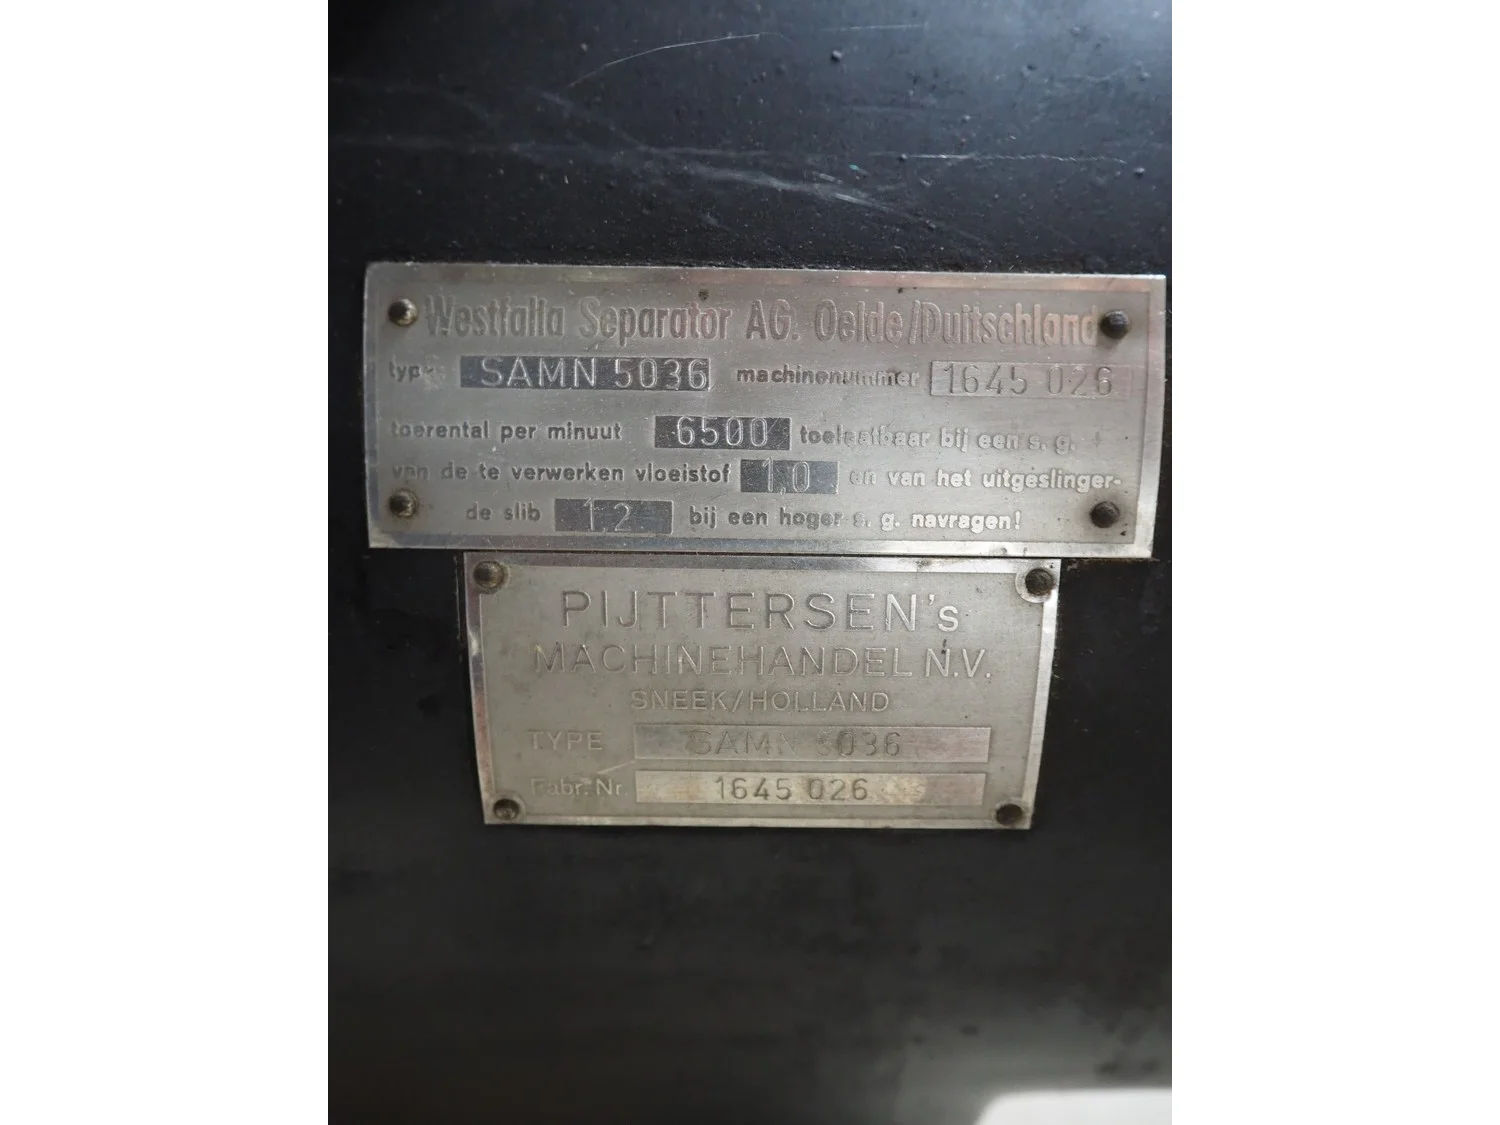 Westfalia Separator AG. Oelde/Duitschland
type SAMN 5036 machinenummer 1645 026
toerental per minuut 6500 toelaatbaar bij een s. g.
van de te verwerken vloeistof 1,0 en van het uitgeslinger-
de slib 1,2 bij een hoger s. g. navragen!
PIJTTERSEN's
MACHINEHANDEL N.V.
SNEEK/HOLLAND
TYPE SAMN 5036
Fabr. Nr. 1645 026